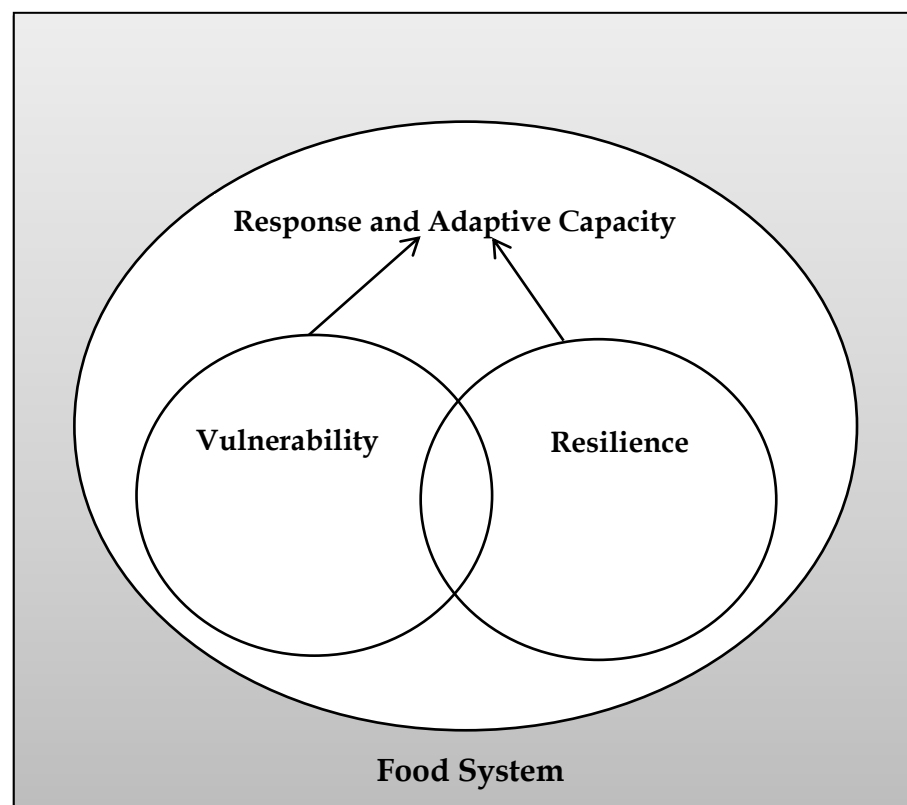 Response and Adaptive Capacity
Vulnerability
Resilience
Food System